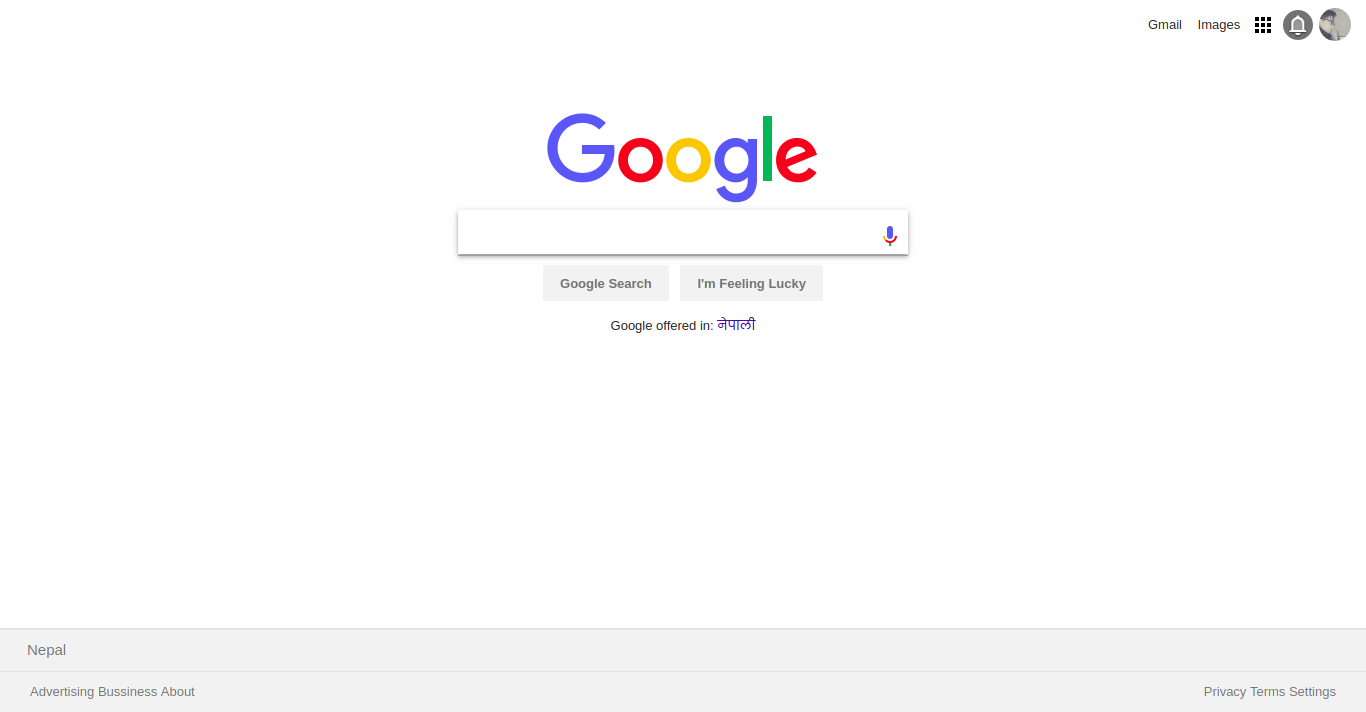 Gmail Images
Google
Google Search I'm Feeling Lucky
Google offered in: नेपाली
Nepal
Advertising Bussiness About Privacy Terms Settings